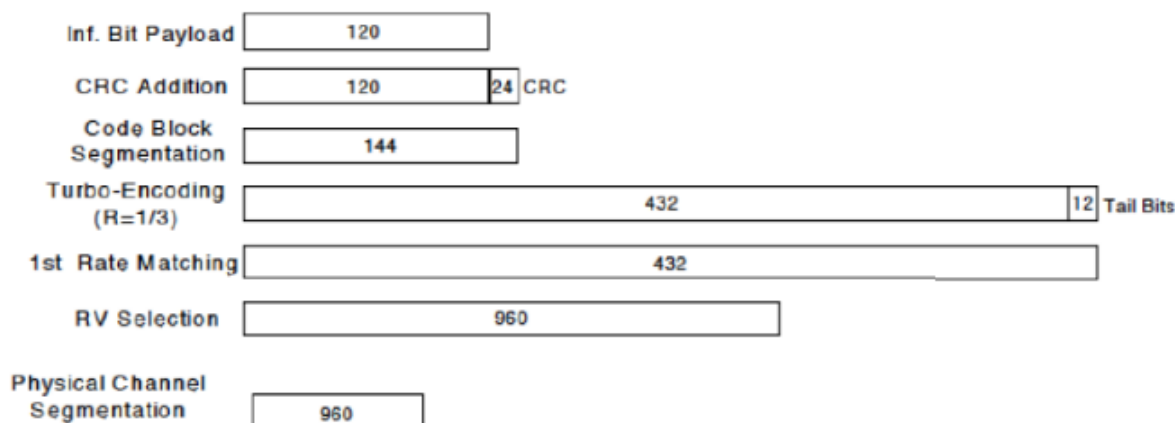 Inf. Bit Payload 120
CRC Addition 120 24 CRC
Code Block
Segmentation 144
Turbo-Encoding
(R=1/3) 432 12 Tail Bits
1st Rate Matching 432
RV Selection 960
Physical Channel
Segmentation 960